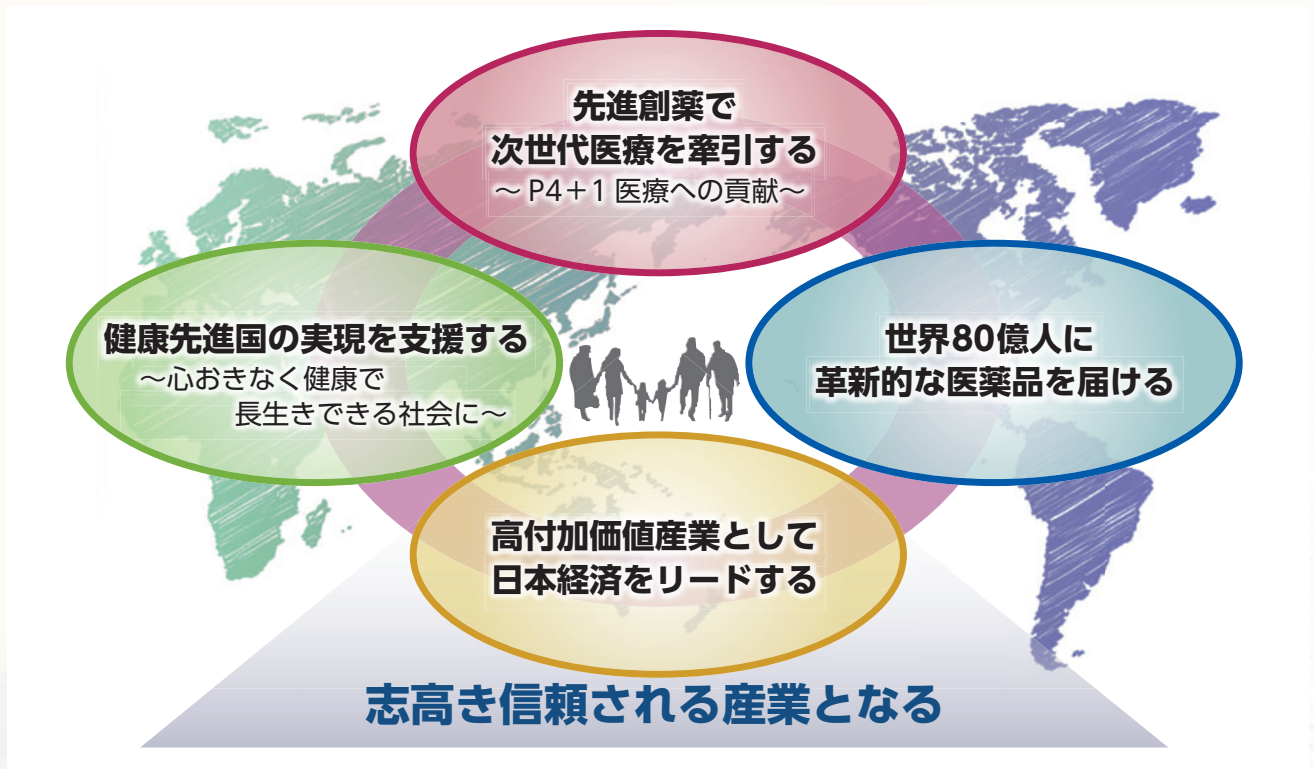 先進創薬で
次世代医療を牽引する
～ P4＋1 医療への貢献～
健康先進国の実現を支援する
～心おきなく健康で
長生きできる社会に～
世界80億人に
革新的な医薬品を届ける
高付加価値産業として
日本経済をリードする
志高き信頼される産業となる